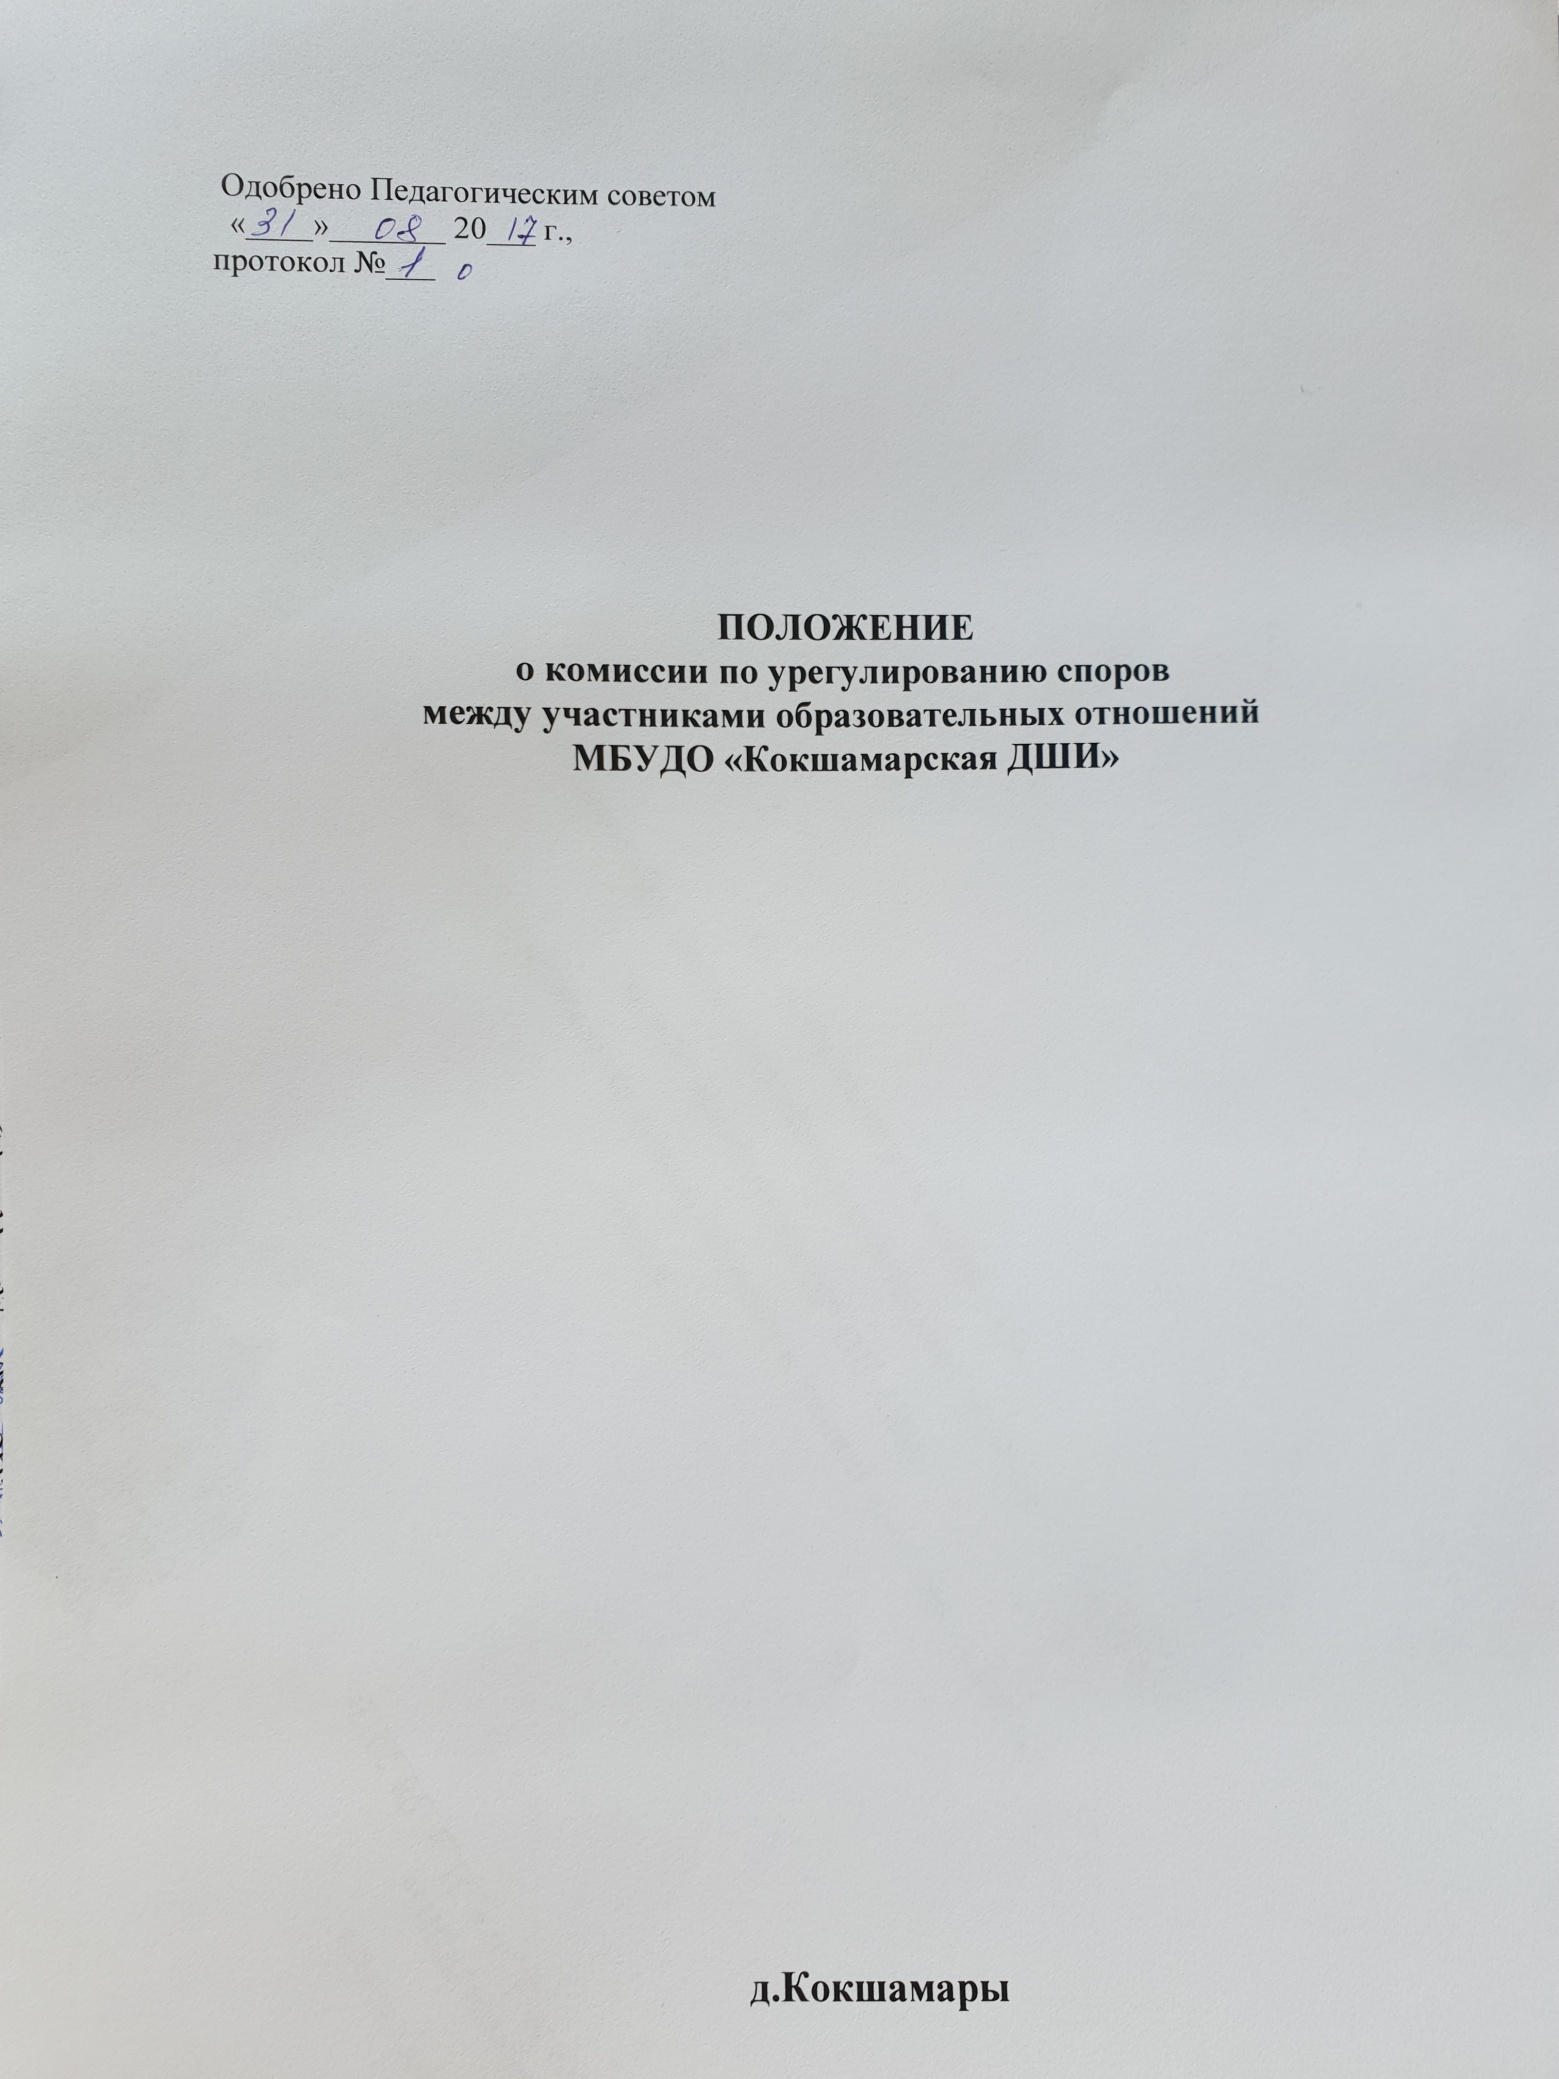 Одобрено Педагогическим советом
«31» 08 2017 г.,
протокол № 1 0
ПОЛОЖЕНИЕ
о комиссии по урегулированию споров
между участниками образовательных отношений
МБУДО «Кокшамарская ДШИ»
д.Кокшамары